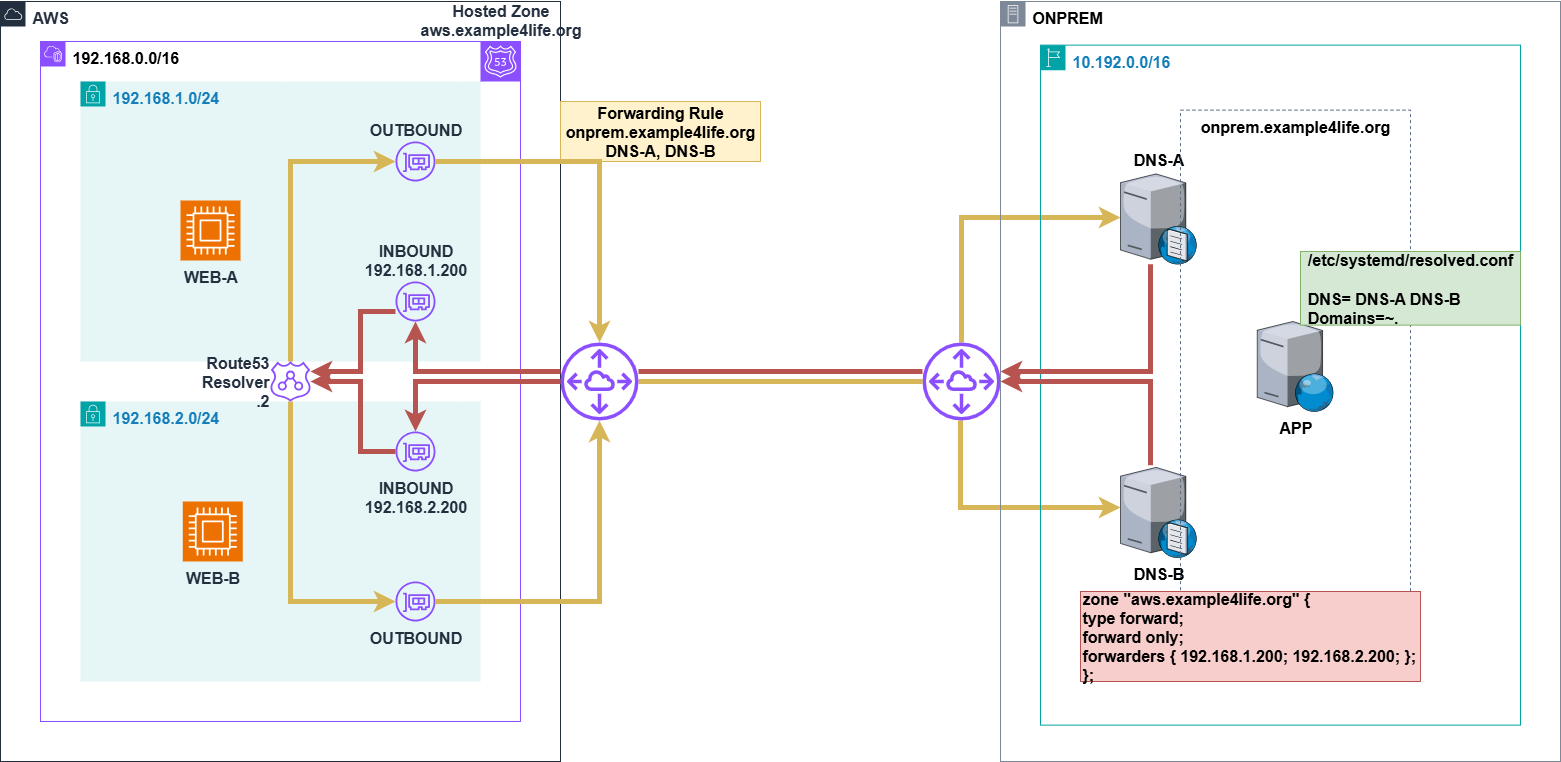 AWS
Hosted Zone
aws.example4life.org
192.168.0.0/16
53
192.168.1.0/24
OUTBOUND
WEB-A
INBOUND
192.168.1.200
Route53
Resolver
.2
192.168.2.0/24
INBOUND
192.168.2.200
WEB-B
OUTBOUND
Forwarding Rule
onprem.example4life.org
DNS-A, DNS-B
ONPREM
10.192.0.0/16
onprem.example4life.org
DNS-A
/etc/systemd/resolved.conf
DNS= DNS-A DNS-B
Domains=~.
APP
DNS-B
zone "aws.example4life.org" {
type forward;
forward only;
forwarders { 192.168.1.200; 192.168.2.200; };
};